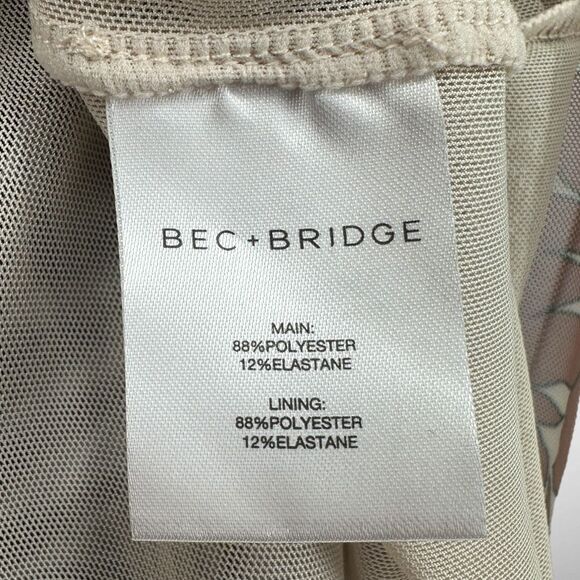 BEC+BRIDGE
MAIN:
88%POLYESTER
12%ELASTANE
LINING:
88%POLYESTER
12%ELASTANE